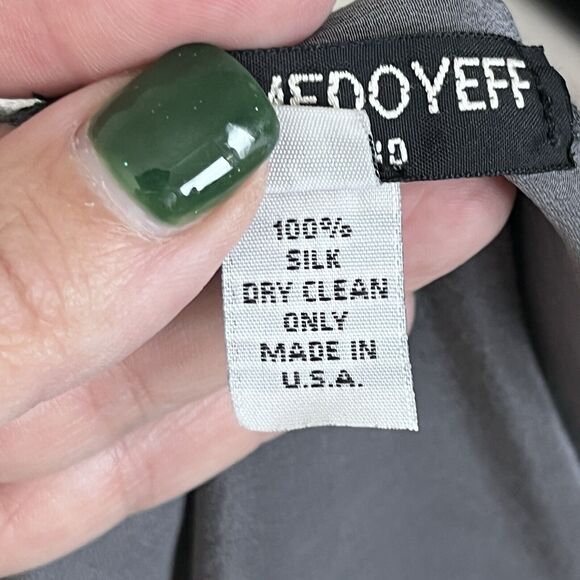 MEDOYEFF
100%
SILK
DRY CLEAN
ONLY
MADE IN
U.S.A.